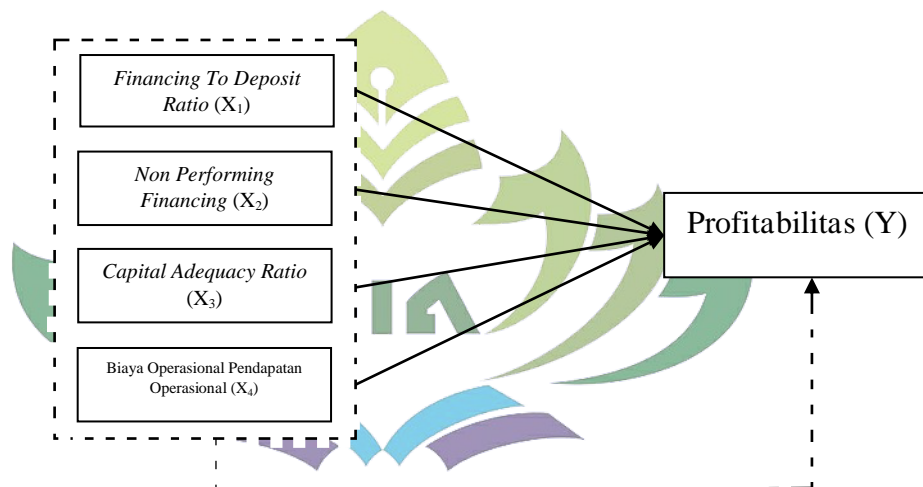 Financing To Deposit
Ratio (X₁)
Non Performing
Financing (X₂)
Profitabilitas (Y)
Capital Adequacy Ratio
(X₃)
Biaya Operasional Pendapatan
Operasional (X₄)